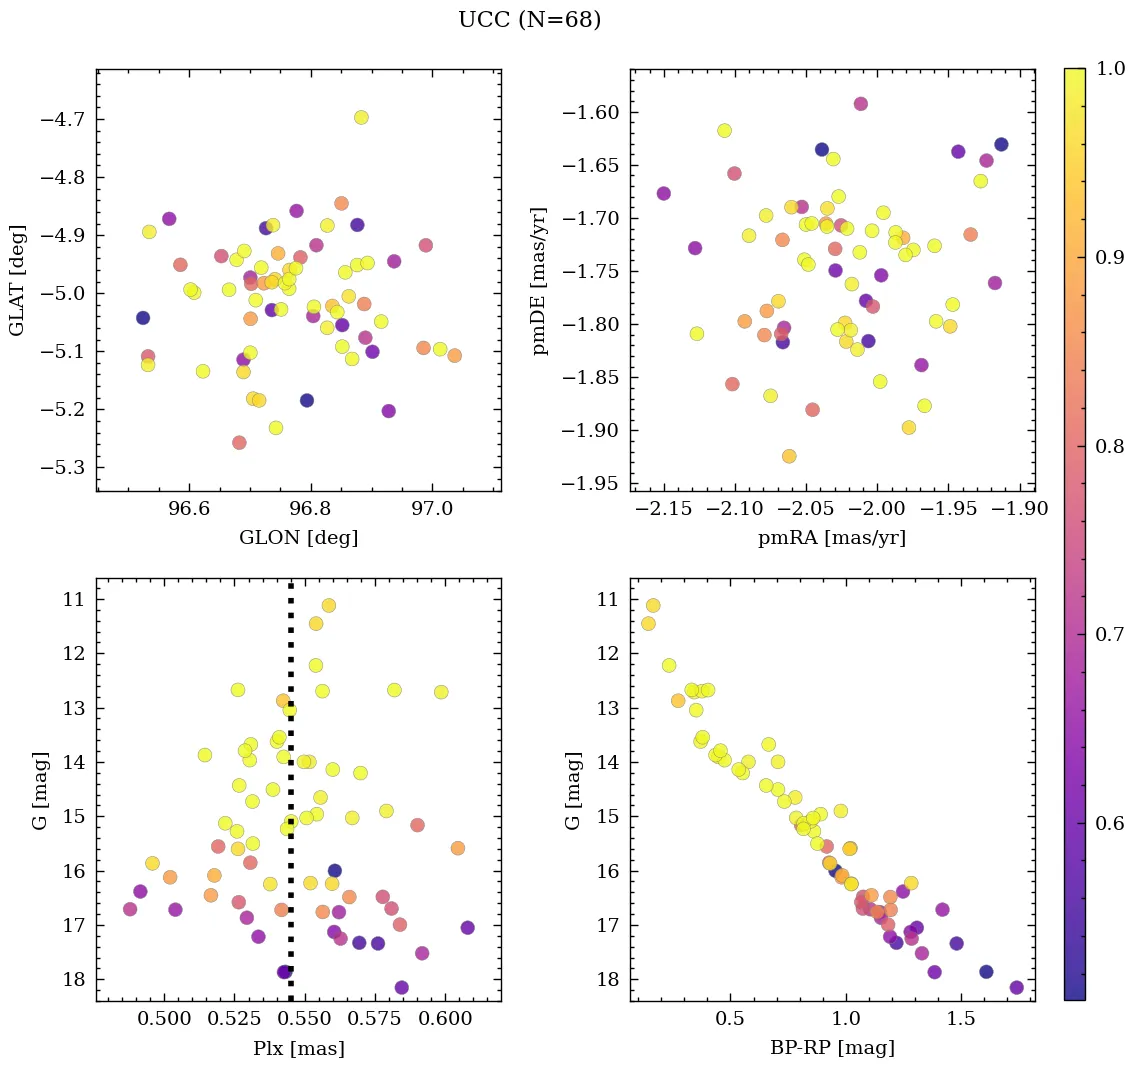 UCC (N=68)
−4.7
−4.8
−4.9
−5.0
−5.1
−5.2
−5.3
GLAT [deg]
96.6 96.8 97.0
GLON [deg]
−1.60
−1.65
−1.70
−1.75
−1.80
−1.85
−1.90
−1.95
pmDE [mas/yr]
−2.15 −2.10 −2.05 −2.00 −1.95 −1.90
pmRA [mas/yr]
11
12
13
14
15
16
17
18
G [mag]
0.500 0.525 0.550 0.575 0.600
Plx [mas]
11
12
13
14
15
16
17
18
G [mag]
0.5 1.0 1.5
BP-RP [mag]
1.0
0.9
0.8
0.7
0.6